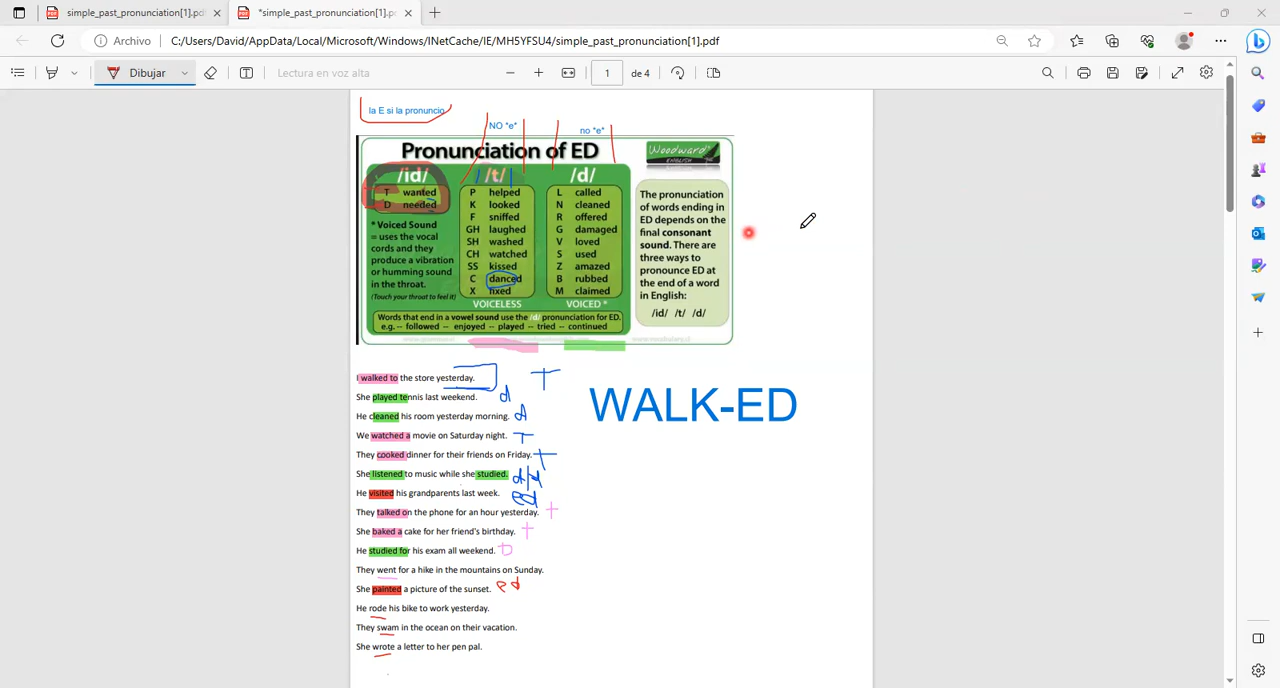 simple_past_pronunciation[1].pdf
*simple_past_pronunciation[1].p
Archivo
C:/Users/David/AppData/Local/Microsoft/Windows/INetCache/IE/MH5YFSU4/simple_past_pronunciation[1].pdf
Dibujar
Lectura en voz alta
1
de 4
la E si la pronuncio
NO *e*
no *e*
Pronunciation of ED
Woodward
ENGLISH
/id/
T wanted
D needed
* Voiced Sound
= uses the vocal
cords and they
produce a vibration
or humming sound
in the throat.
(Touch your throat to feel it)
/t/
P helped
K looked
F sniffed
GH laughed
SH washed
CH watched
SS kissed
C danced
X fixed
VOICELESS
/d/
L called
N cleaned
R offered
G damaged
V loved
S used
Z amazed
B rubbed
M claimed
VOICED *
The pronunciation
of words ending in
ED depends on the
final consonant
sound. There are
three ways to
pronounce ED at
the end of a word
in English:
/id/ /t/ /d/
Words that end in a vowel sound use the /d/ pronunciation for ED.
e.g. -- followed -- enjoyed -- played -- tried -- continued
I walked to the store yesterday. T
She played tennis last weekend. d
He cleaned his room yesterday morning. d
We watched a movie on Saturday night. T
They cooked dinner for their friends on Friday. T
She listened to music while she studied. d/d
He visited his grandparents last week. ed
They talked on the phone for an hour yesterday. T
She baked a cake for her friend's birthday. T
He studied for his exam all weekend. D
They went for a hike in the mountains on Sunday.
She painted a picture of the sunset. ed
He rode his bike to work yesterday.
They swam in the ocean on their vacation.
She wrote a letter to her pen pal.
WALK-ED